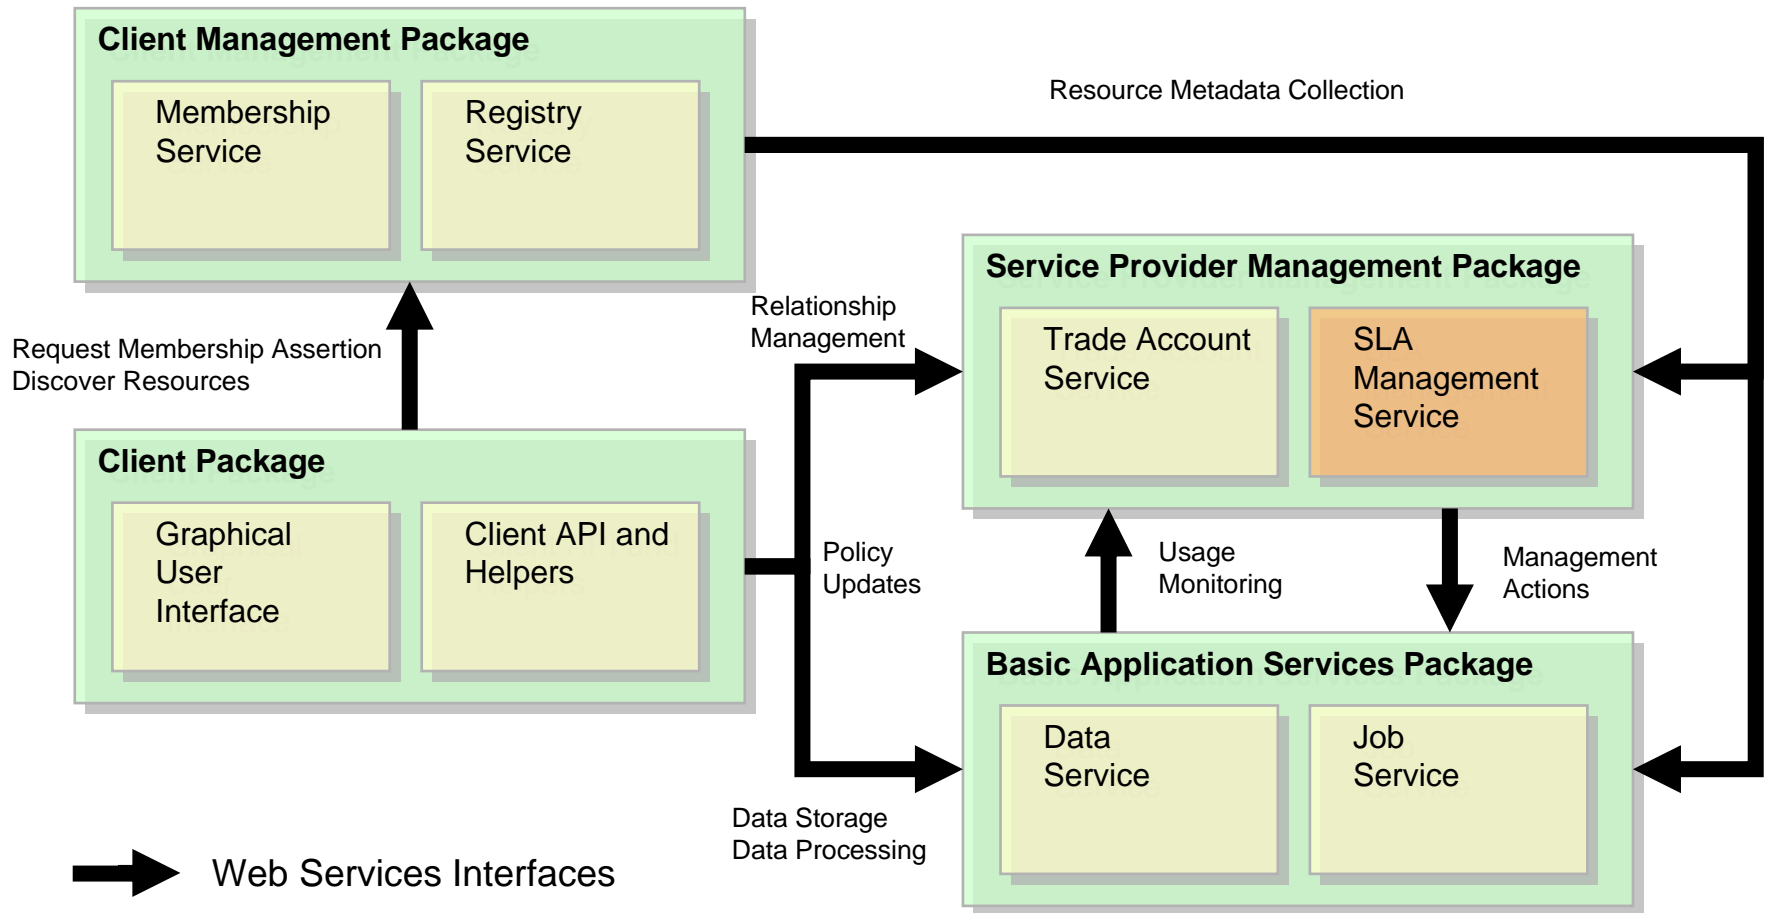 Client Management Package
Membership
Service
Registry
Service
Resource Metadata Collection
Request Membership Assertion
Discover Resources
Relationship
Management
Service Provider Management Package
Trade Account
Service
SLA
Management
Service
Client Package
Graphical
User
Interface
Client API and
Helpers
Policy
Updates
Usage
Monitoring
Management
Actions
Basic Application Services Package
Data
Service
Job
Service
Data Storage
Data Processing
Web Services Interfaces